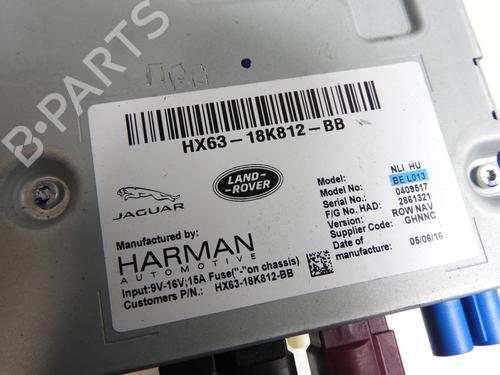 HX63-18K812-BB
JAGUAR
LAND-
ROVER
Manufactured by:
HARMAN
AUTOMOTIVE
Input:9V-16V;15A Fuse("-"on chassis)
Customers P/N.: HX63-18K812-BB
NLI HU
Model: BE L013
Model No: 0409517
Serial No.: 2861321
F/G No. HAD:
Version: ROW NAV
Supplier Code: GHNNC
Date of
manufacture: 05/06/16